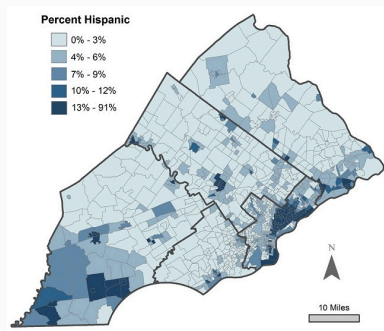 Percent Hispanic
0% - 3%
4% - 6%
7% - 9%
10% - 12%
13% - 91%
N
10 Miles